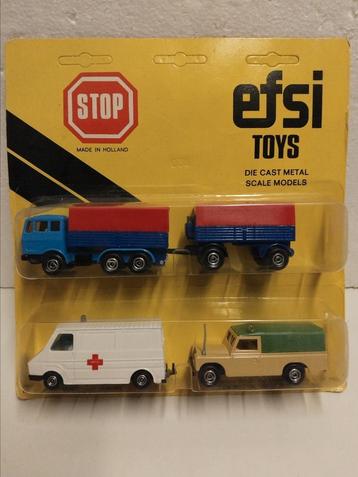 STOP
MADE IN HOLLAND
efsi
TOYS
DIE CAST METAL
SCALE MODELS